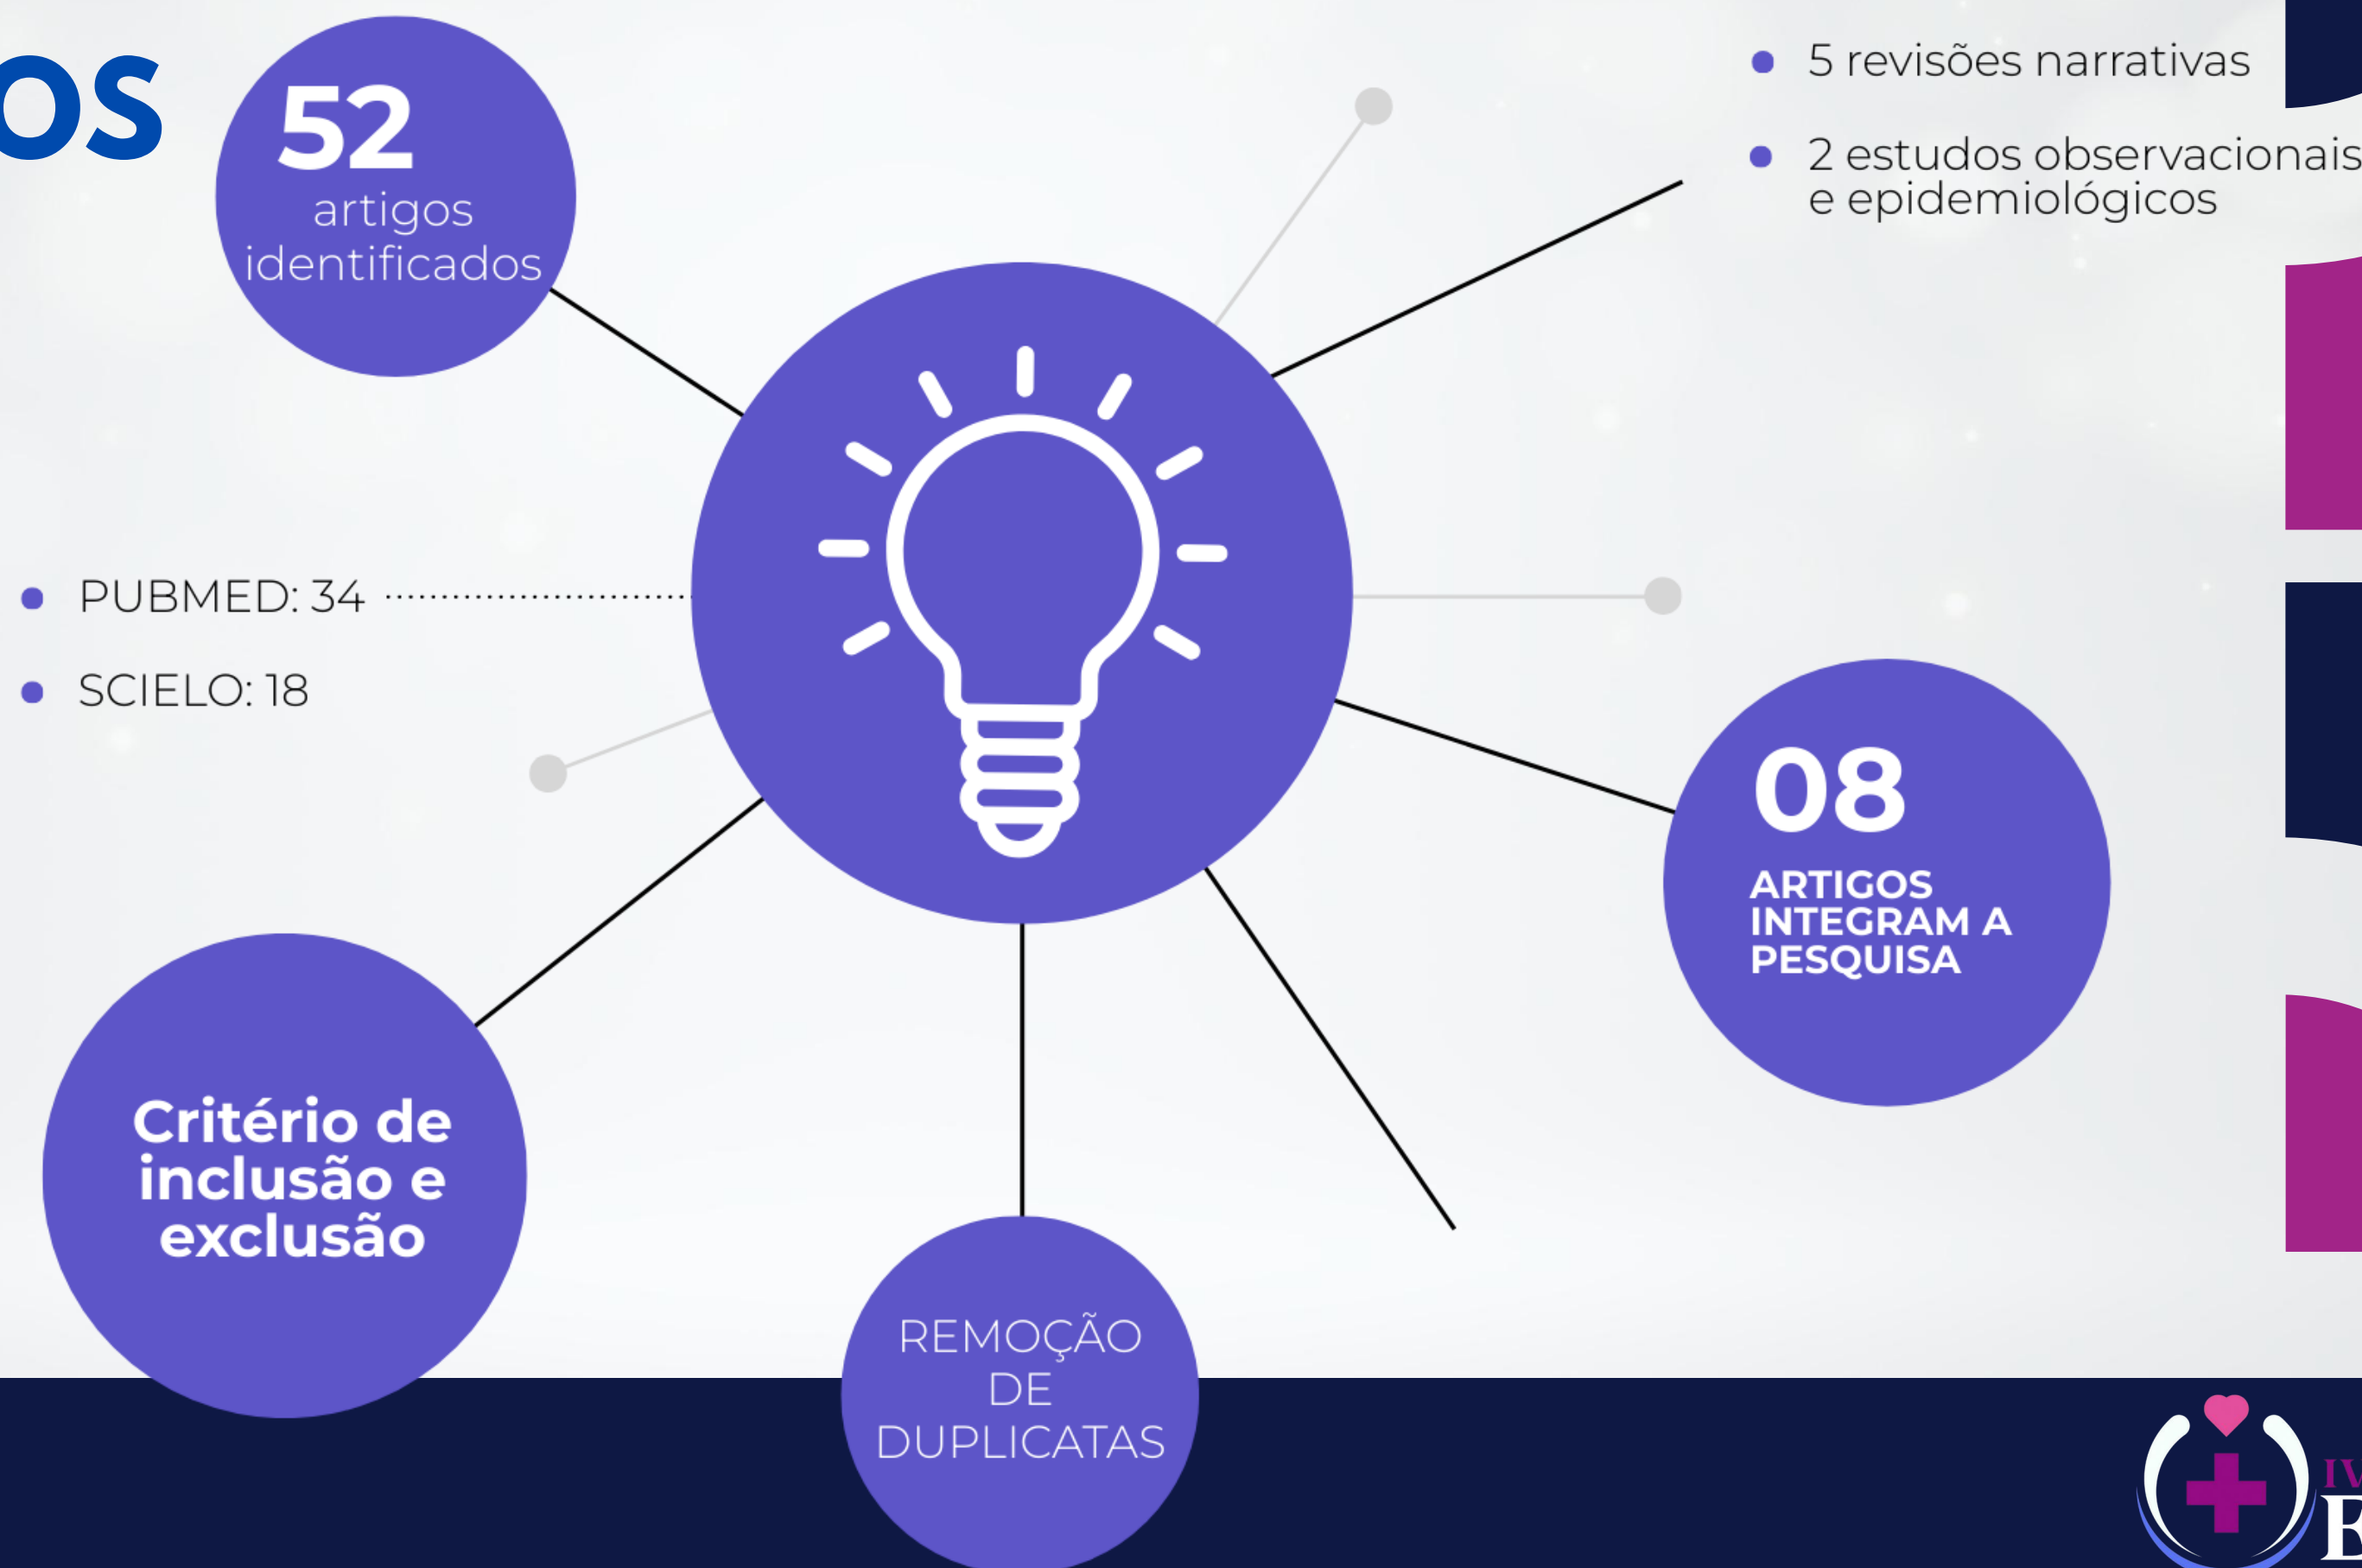 OS
52
artigos
identificados
5 revisões narrativas
2 estudos observacionais
e epidemiológicos
PUBMED: 34
SCIELO: 18
08
ARTIGOS
INTEGRAM A
PESQUISA
Critério de
inclusão e
exclusão
REMOÇÃO
DE
DUPLICATAS
IV
B